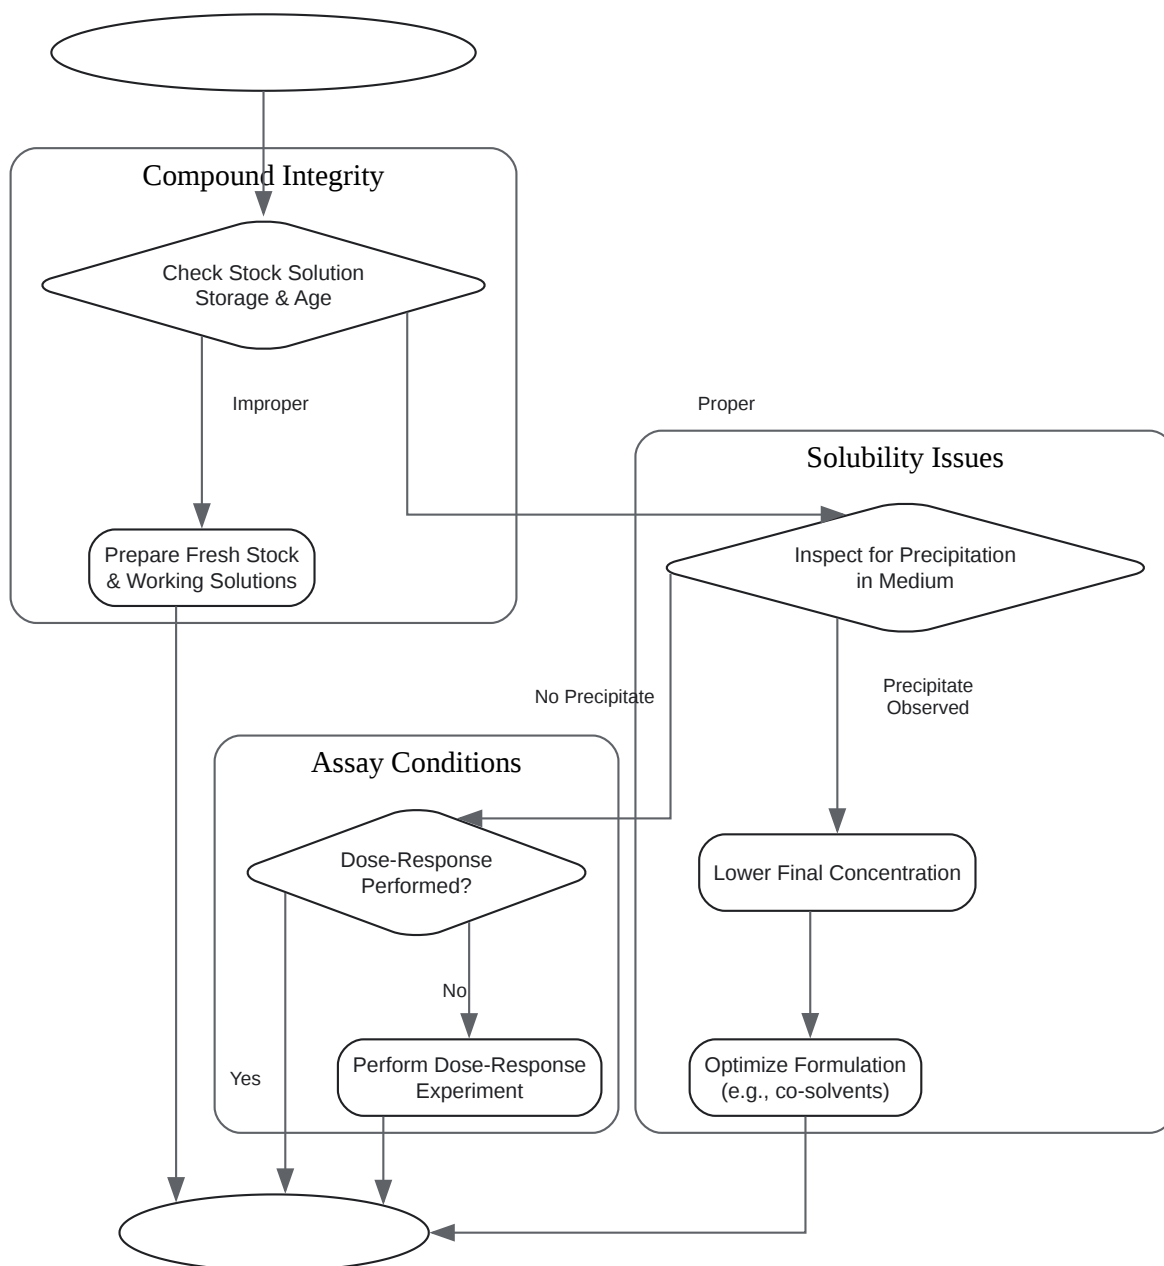 Compound Integrity
Check Stock Solution
Storage & Age
Improper
Proper
Prepare Fresh Stock
& Working Solutions
Solubility Issues
Inspect for Precipitation
in Medium
No Precipitate
Precipitate
Observed
Assay Conditions
Dose-Response
Performed?
Lower Final Concentration
No
Yes
Perform Dose-Response
Experiment
Optimize Formulation
(e.g., co-solvents)